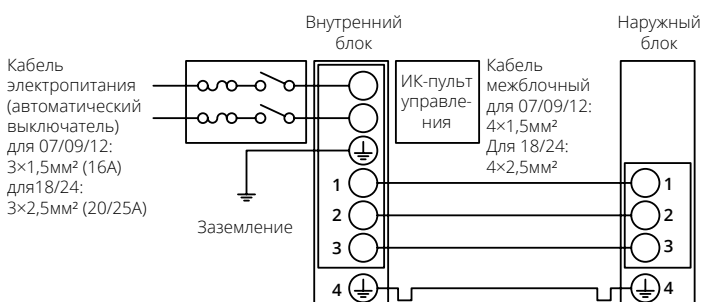 Внутренний
блок
Наружный
блок
Кабель
электропитания
(автоматический
выключатель)
для 07/09/12:
3×1,5мм² (16А)
для18/24:
3×2,5мм² (20/25А)
Заземление
ИК-пульт
управле-
ния
Кабель
межблочный
для 07/09/12:
4×1,5мм²
Для 18/24:
4×2,5мм²
1
2
3
4
1
2
3
4